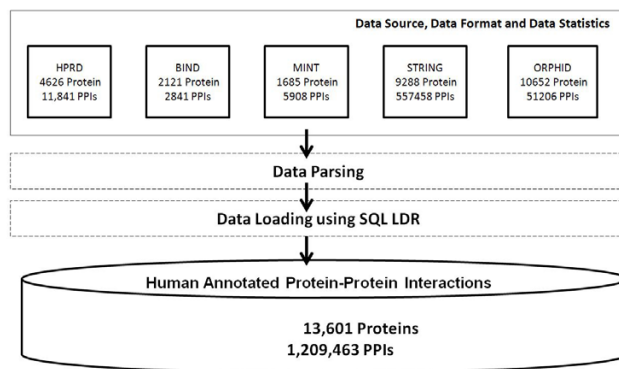 Data Source, Data Format and Data Statistics
HPRD
4626 Protein
11,841 PPIs
BIND
2121 Protein
2841 PPIs
MINT
1685 Protein
5908 PPIs
STRING
9288 Protein
557458 PPIs
ORPHID
10652 Protein
51206 PPIs
Data Parsing
Data Loading using SQL LDR
Human Annotated Protein-Protein Interactions
13,601 Proteins
1,209,463 PPIs